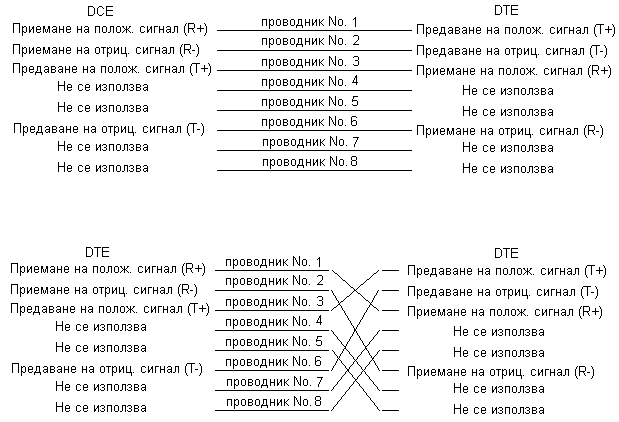 DCE DTE
Приемане на полож. сигнал (R+) проводник No. 1 Предаване на полож. сигнал (T+)
Приемане на отриц. сигнал (R-) проводник No. 2 Предаване на отриц. сигнал (T-)
Предаване на полож. сигнал (T+) проводник No. 3 Приемане на полож. сигнал (R+)
Не се използва проводник No. 4 Не се използва
Не се използва проводник No. 5 Не се използва
Предаване на отриц. сигнал (T-) проводник No. 6 Приемане на отриц. сигнал (R-)
Не се използва проводник No. 7 Не се използва
Не се използва проводник No. 8 Не се използва
DTE DTE
Приемане на полож. сигнал (R+) проводник No. 1 Предаване на полож. сигнал (T+)
Приемане на отриц. сигнал (R-) проводник No. 2 Предаване на отриц. сигнал (T-)
Предаване на полож. сигнал (T+) проводник No. 3 Приемане на полож. сигнал (R+)
Не се използва проводник No. 4 Не се използва
Не се използва проводник No. 5 Не се използва
Предаване на отриц. сигнал (T-) проводник No. 6 Приемане на отриц. сигнал (R-)
Не се използва проводник No. 7 Не се използва
Не се използва проводник No. 8 Не се използва